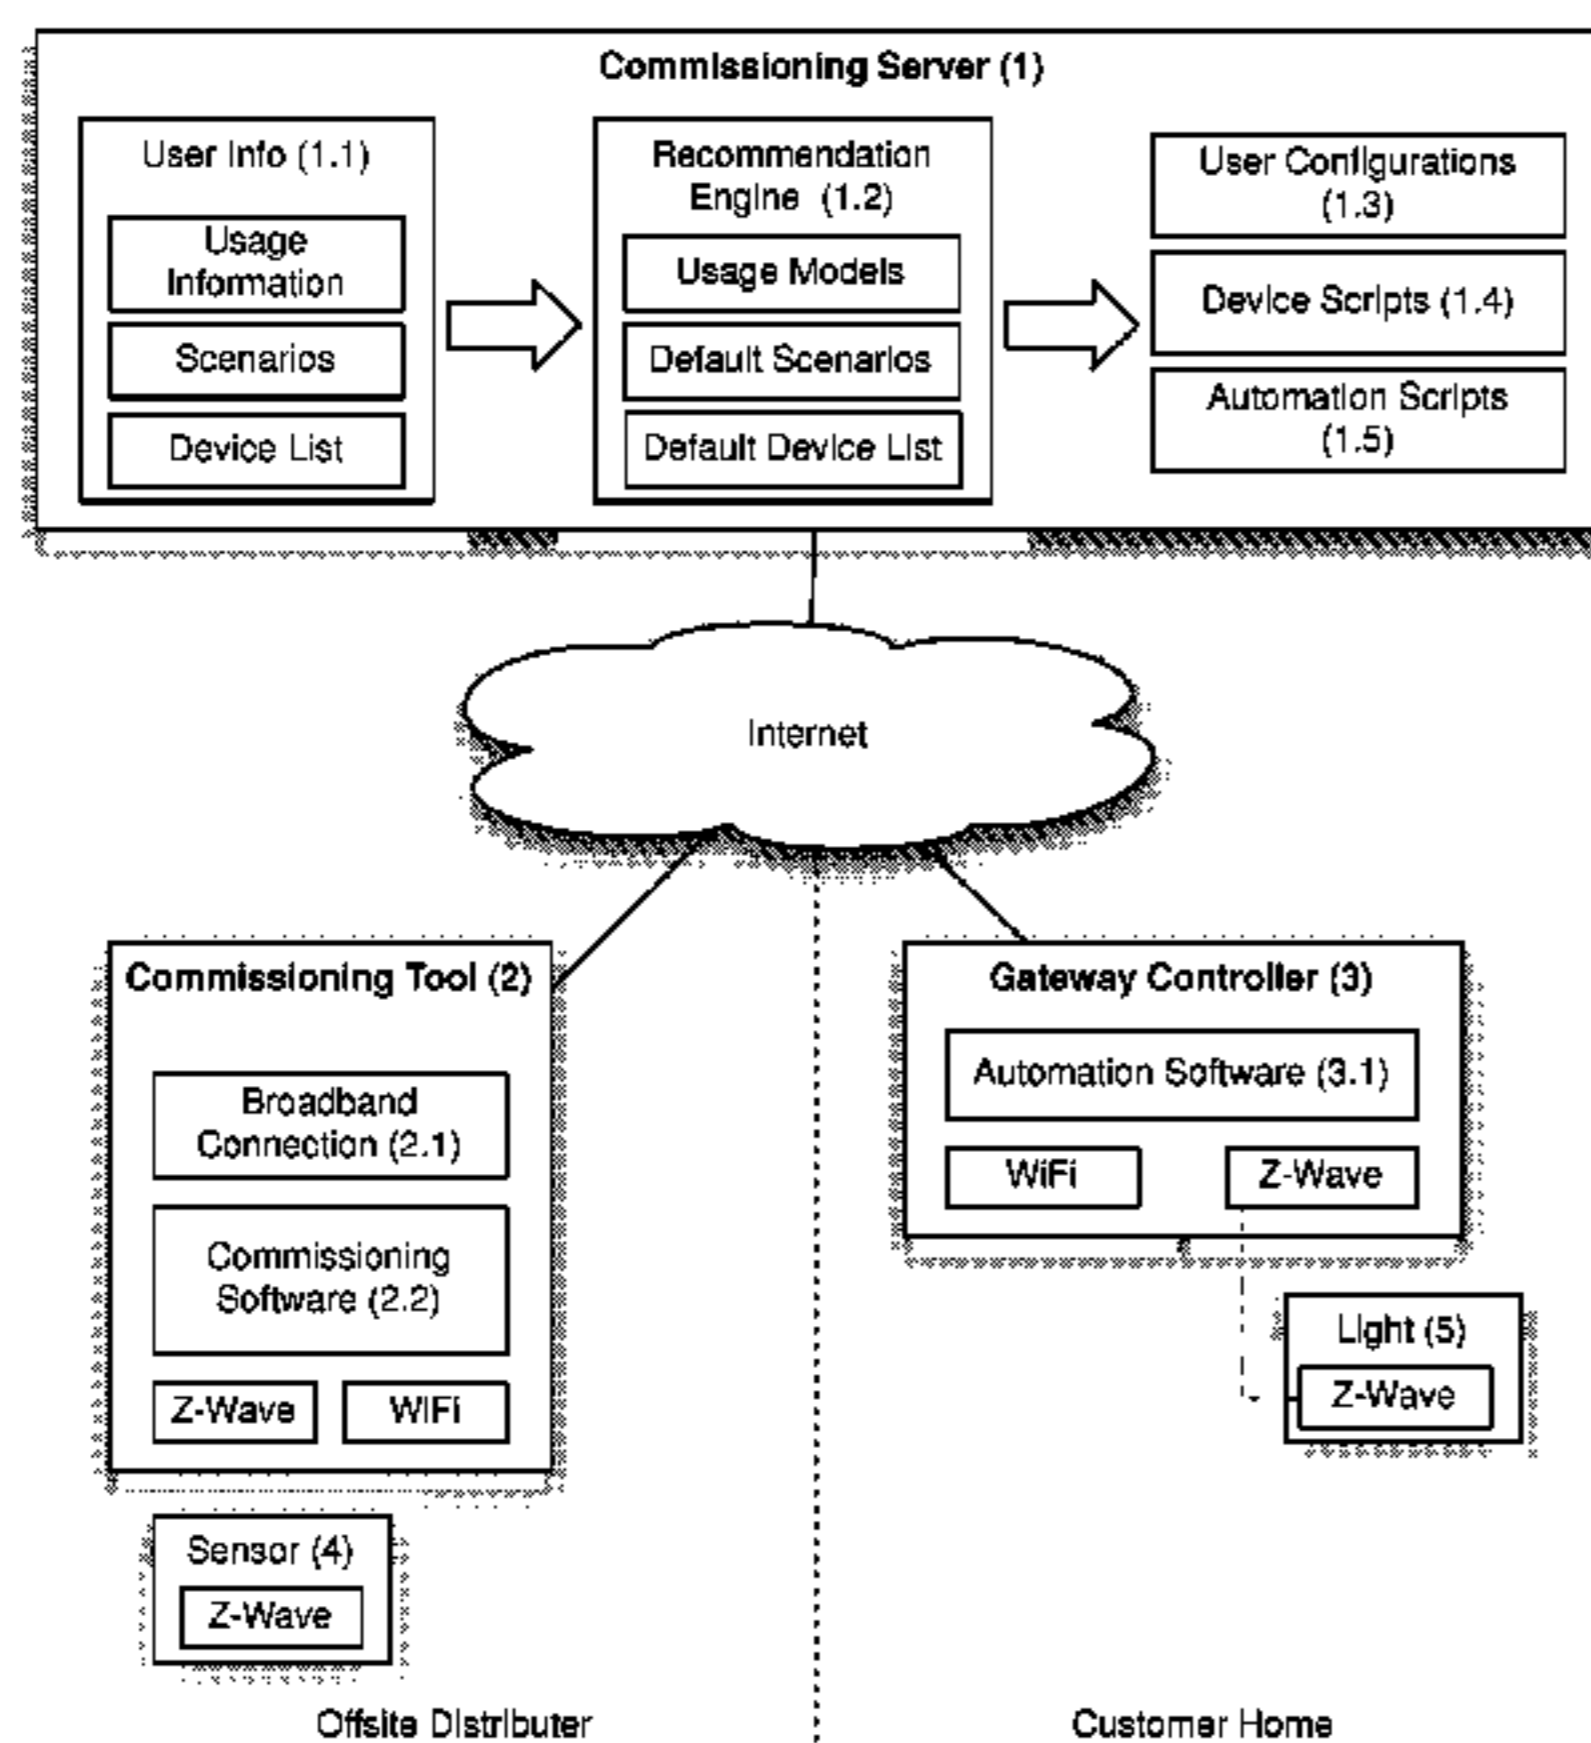 Commissioning Server (1)
User Info (1.1)
Usage
Information
Scenarios
Device List
Recommendation
Engine (1.2)
Usage Models
Default Scenarios
Default Device List
User Configurations
(1.3)
Device Scripts (1.4)
Automation Scripts
(1.5)
Internet
Commissioning Tool (2)
Broadband
Connection (2.1)
Commissioning
Software (2.2)
Z-Wave
WiFi
Sensor (4)
Z-Wave
Gateway Controller (3)
Automation Software (3.1)
WiFi
Z-Wave
Light (5)
Z-Wave
Offsite Distributer
Customer Home